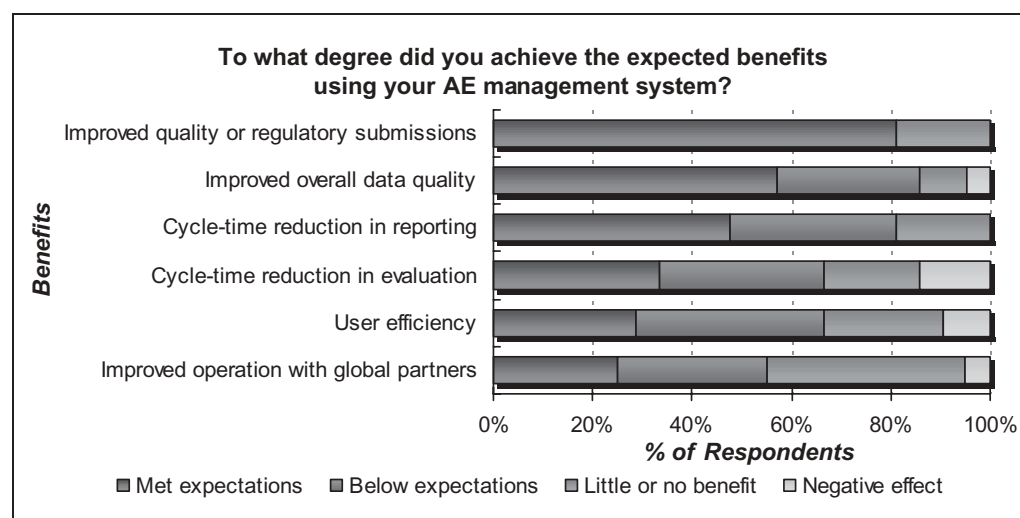 To what degree did you achieve the expected benefits
using your AE management system?
Improved quality or regulatory submissions
Improved overall data quality
Cycle-time reduction in reporting
Cycle-time reduction in evaluation
User efficiency
Improved operation with global partners
Benefits
0% 20% 40% 60% 80% 100%
% of Respondents
Met expectations Below expectations Little or no benefit Negative effect